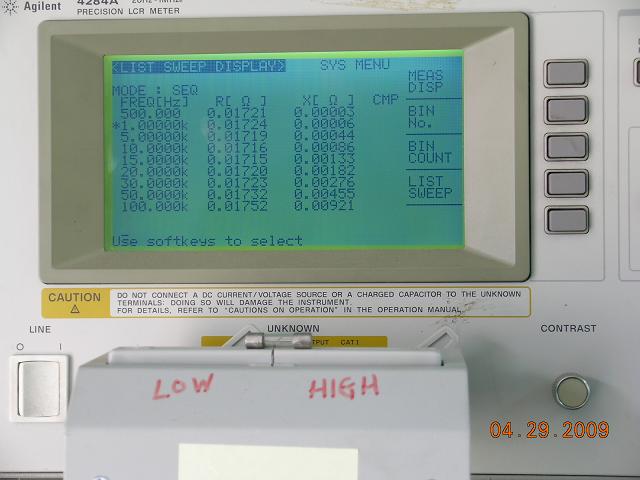 Agilent 4284A 20Hz-1MHz
PRECISION LCR METER
<LIST SWEEP DISPLAY> SYS MENU
MEAS
DISP
MODE : SEQ
FREQ[Hz] R[ Ω ] X[ Ω ] CMP
500.000 0.01721 0.00003
*1.00000k 0.01724 0.00006
5.00000k 0.01719 0.00044
10.0000k 0.01716 0.00086
15.0000k 0.01715 0.00133
20.0000k 0.01720 0.00182
30.0000k 0.01723 0.00276
50.0000k 0.01732 0.00455
100.000k 0.01752 0.00921
BIN
No.
BIN
COUNT
LIST
SWEEP
Use softkeys to select
CAUTION
DO NOT CONNECT A DC CURRENT/VOLTAGE SOURCE OR A CHARGED CAPACITOR TO THE UNKNOWN
TERMINALS: DOING SO WILL DAMAGE THE INSTRUMENT.
FOR DETAILS, REFER TO "CAUTIONS ON OPERATION" IN THE OPERATION MANUAL.
LINE
UNKNOWN
CONTRAST
O I
CAT I
LOW HIGH
04.29.2009